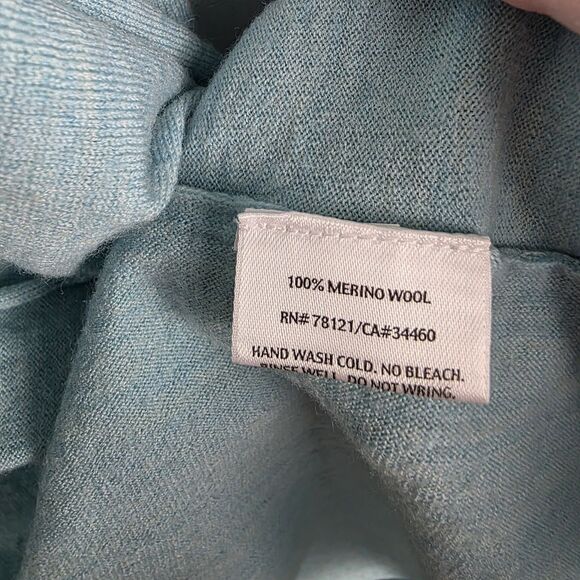 100% MERINO WOOL
RN# 78121/CA#34460
HAND WASH COLD. NO BLEACH.
RINSE WELL. DO NOT WRING.